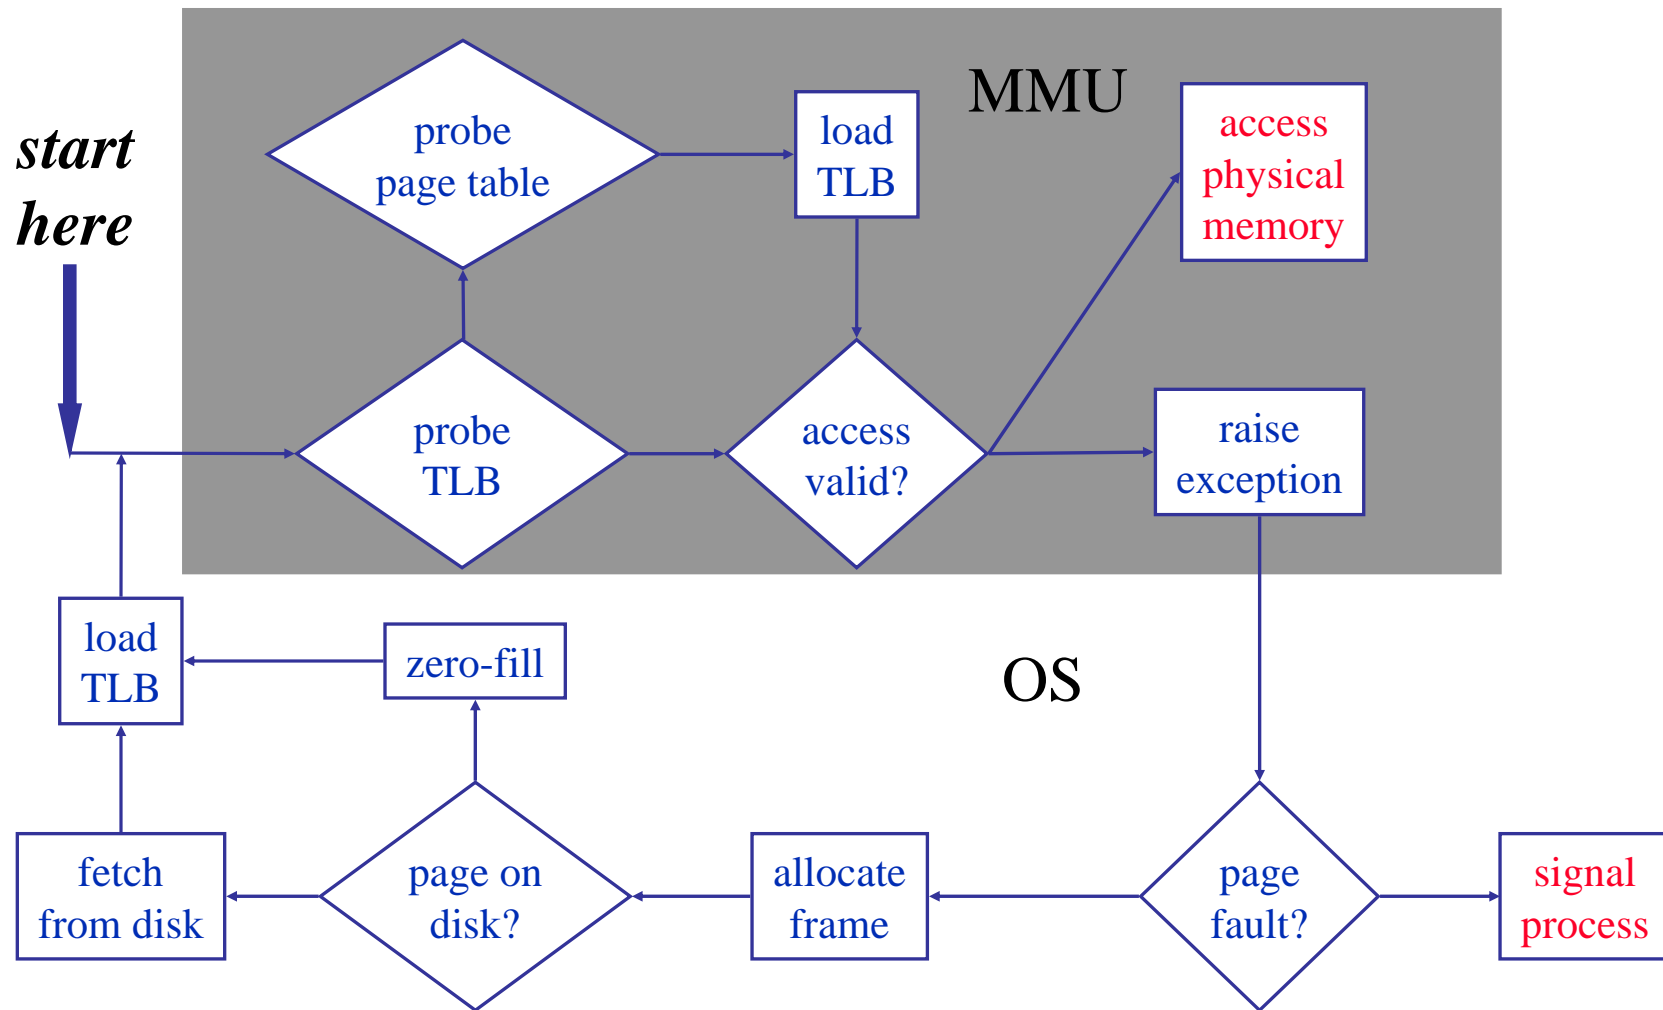 MMU
start
here
probe
page table
load
TLB
access
physical
memory
probe
TLB
access
valid?
raise
exception
load
TLB
zero-fill
OS
fetch
from disk
page on
disk?
allocate
frame
page
fault?
signal
process